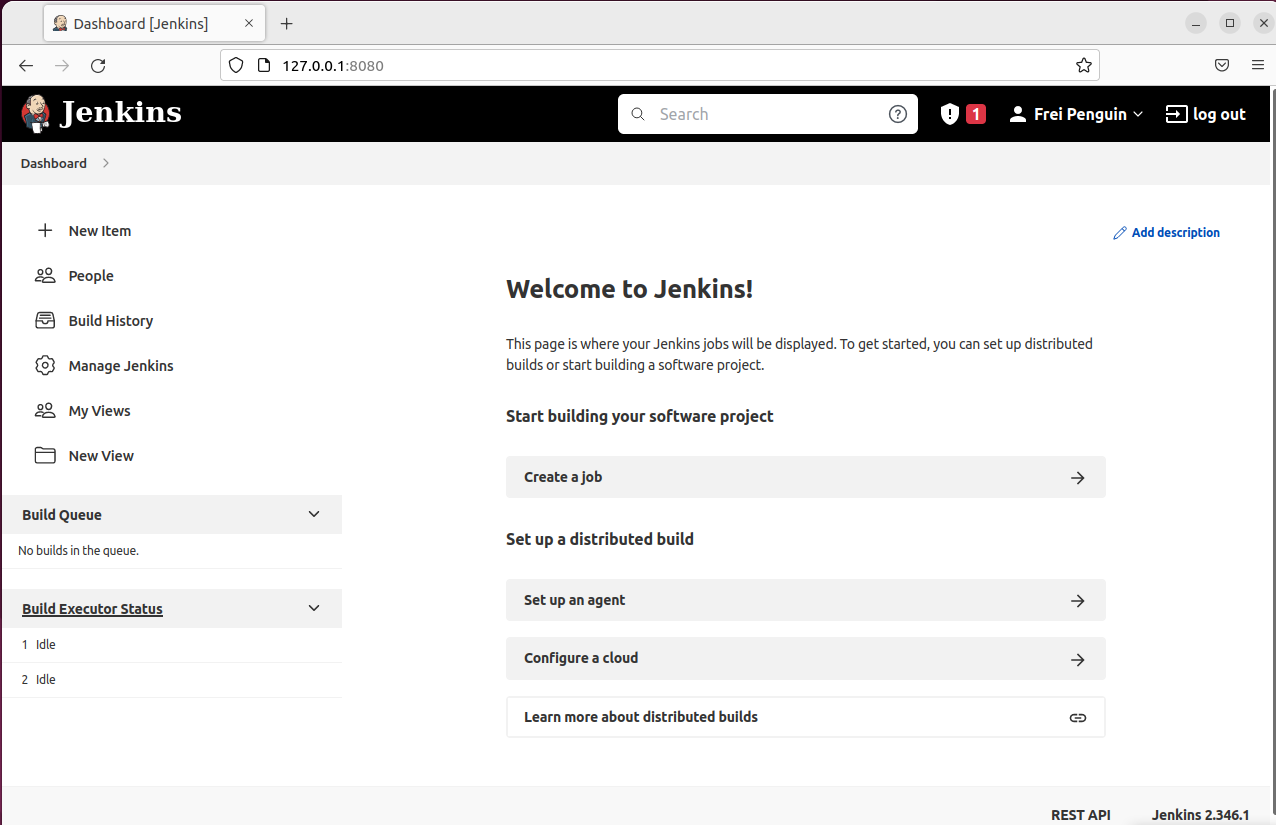 Dashboard [Jenkins]
127.0.0.1:8080
Jenkins
Search
1
Frei Penguin
log out
Dashboard
New Item
People
Build History
Manage Jenkins
My Views
New View
Build Queue
No builds in the queue.
Build Executor Status
1 Idle
2 Idle
Add description
Welcome to Jenkins!
This page is where your Jenkins jobs will be displayed. To get started, you can set up distributed
builds or start building a software project.
Start building your software project
Create a job
Set up a distributed build
Set up an agent
Configure a cloud
Learn more about distributed builds
REST API
Jenkins 2.346.1